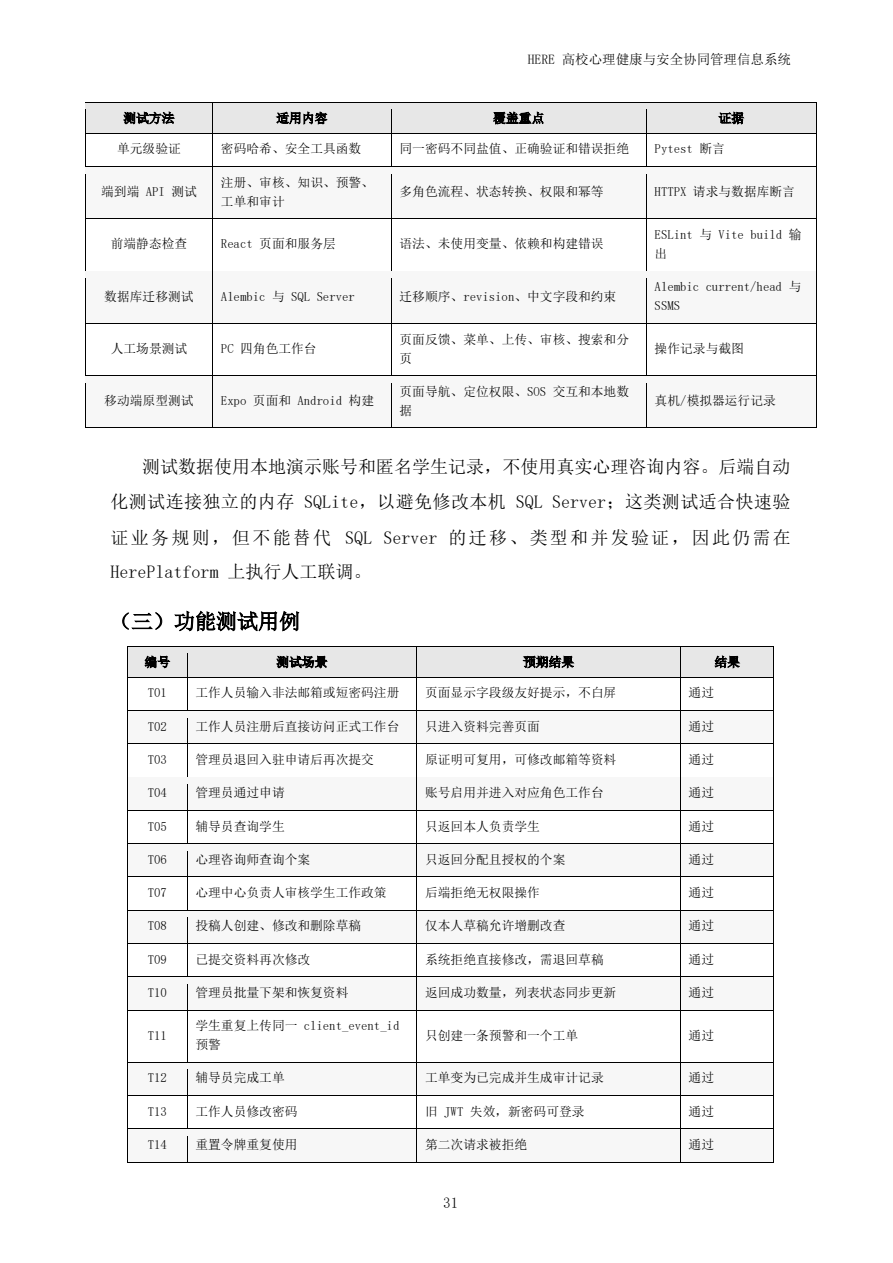 HERE 高校心理健康与安全协同管理信息系统
测试方法 适用内容 覆盖重点 证据
单元级验证 密码哈希、安全工具函数 同一密码不同盐值、正确验证和错误拒绝 Pytest 断言
端到端 API 测试 注册、审核、知识、预警、
工单和审计 多角色流程、状态转换、权限和幂等 HTTPX 请求与数据库断言
前端静态检查 React 页面和服务层 语法、未使用变量、依赖和构建错误 ESLint 与 Vite build 输
出
数据库迁移测试 Alembic 与 SQL Server 迁移顺序、revision、中文字段和约束 Alembic current/head 与
SSMS
人工场景测试 PC 四角色工作台 页面反馈、菜单、上传、审核、搜索和分
页 操作记录与截图
移动端原型测试 Expo 页面和 Android 构建 页面导航、定位权限、SOS 交互和本地数
据 真机/模拟器运行记录
测试数据使用本地演示账号和匿名学生记录，不使用真实心理咨询内容。后端自动
化测试连接独立的内存 SQLite，以避免修改本机 SQL Server；这类测试适合快速验
证业务规则，但不能替代 SQL Server 的迁移、类型和并发验证，因此仍需在
HerePlatform 上执行人工联调。
（三）功能测试用例
编号 测试场景 预期结果 结果
T01 工作人员输入非法邮箱或短密码注册 页面显示字段级友好提示，不白屏 通过
T02 工作人员注册后直接访问正式工作台 只进入资料完善页面 通过
T03 管理员退回入驻申请后再次提交 原证明可复用，可修改邮箱等资料 通过
T04 管理员通过申请 账号启用并进入对应角色工作台 通过
T05 辅导员查询学生 只返回本人负责学生 通过
T06 心理咨询师查询个案 只返回分配且授权的个案 通过
T07 心理中心负责人审核学生工作政策 后端拒绝无权限操作 通过
T08 投稿人创建、修改和删除草稿 仅本人草稿允许增删改查 通过
T09 已提交资料再次修改 系统拒绝直接修改，需退回草稿 通过
T10 管理员批量下架和恢复资料 返回成功数量，列表状态同步更新 通过
T11 学生重复上传同一 client_event_id
预警 只创建一条预警和一个工单 通过
T12 辅导员完成工单 工单变为已完成并生成审计记录 通过
T13 工作人员修改密码 旧 JWT 失效，新密码可登录 通过
T14 重置令牌重复使用 第二次请求被拒绝 通过
31